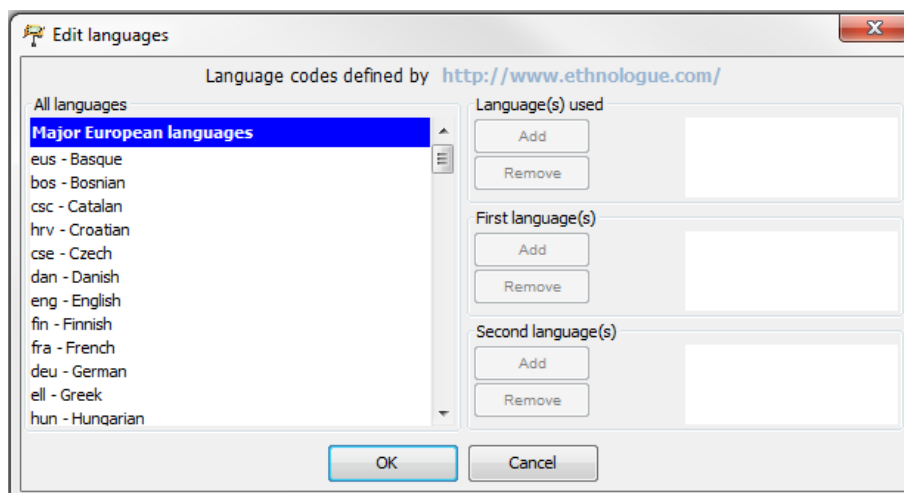 Edit languages
Language codes defined by http://www.ethnologue.com/
All languages
Major European languages
eus - Basque
bos - Bosnian
csc - Catalan
hrv - Croatian
cse - Czech
dan - Danish
eng - English
fin - Finnish
fra - French
deu - German
ell - Greek
hun - Hungarian
Language(s) used
Add
Remove
First language(s)
Add
Remove
Second language(s)
Add
Remove
OK
Cancel